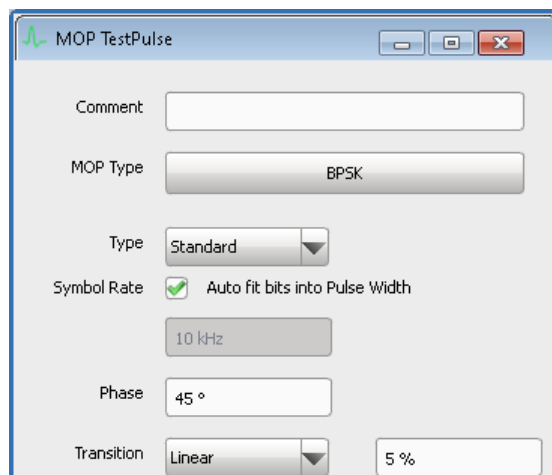 MOP TestPulse
Comment
MOP Type BPSK
Type Standard
Symbol Rate Auto fit bits into Pulse Width
10 kHz
Phase 45 °
Transition Linear 5 %